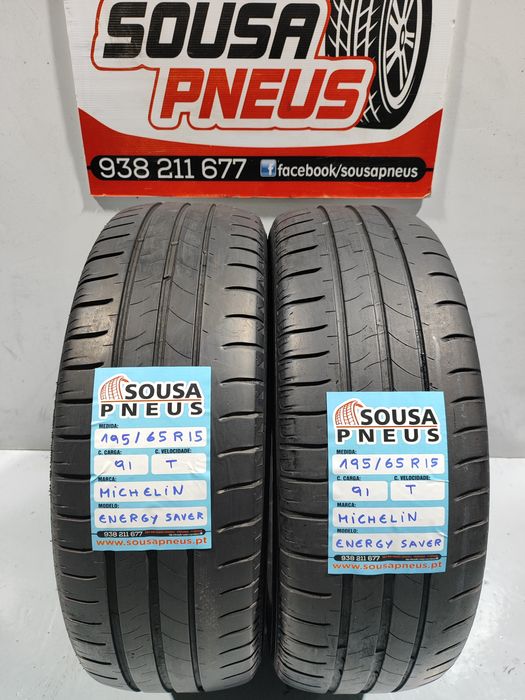 SOUSA
PNEUS
938 211 677 f facebook/sousapneus
SOUSA
PNEUS
MEDIDA:
195/65 R15
C. CARGA: C. VELOCIDADE:
91 T
MARCA:
MICHELIN
MODELO:
ENERGY SAVER
938 211 677
www.sousapneus.pt
SOUSA
PNEUS
MEDIDA:
195/65 R15
C. CARGA: C. VELOCIDADE:
91 T
MARCA:
MICHELIN
MODELO:
ENERGY SAVER
938 211 677
www.sousapneus.pt